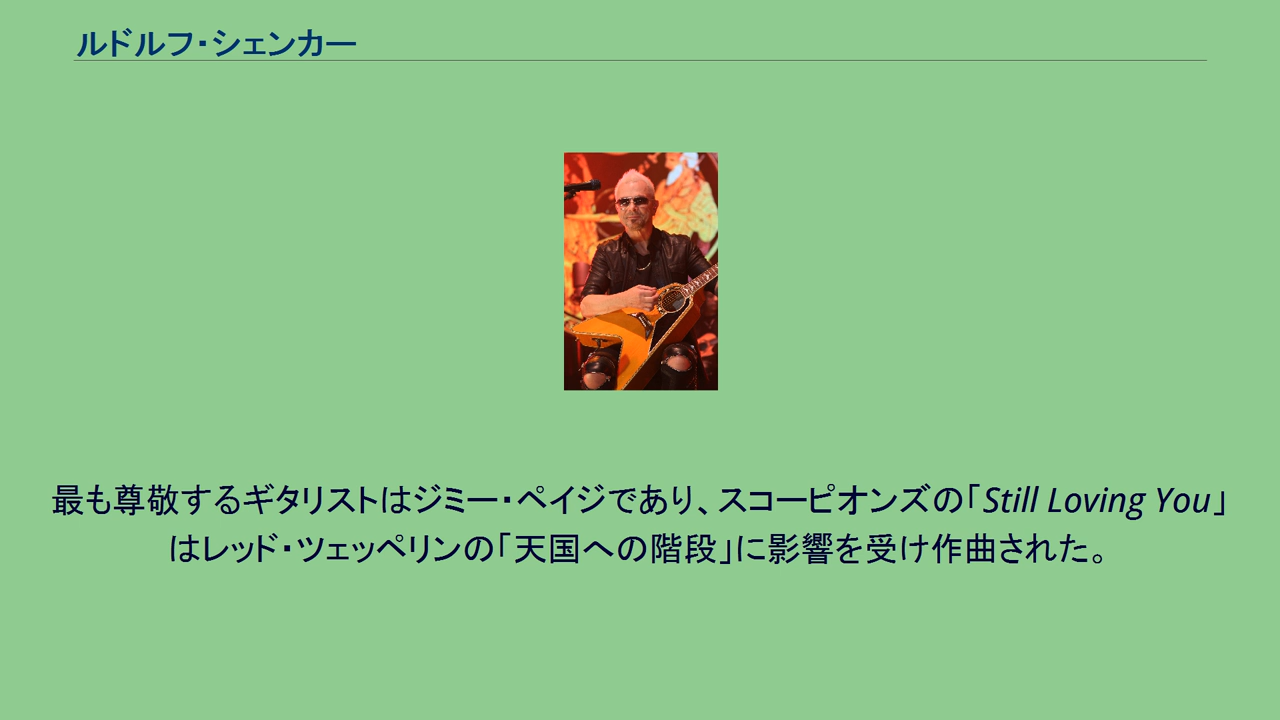 ルドルフ・シェンカー
最も尊敬するギタリストはジミー・ペイジであり、スコーピオンズの「Still Loving You」
はレッド・ツェッペリンの「天国への階段」に影響を受け作曲された。